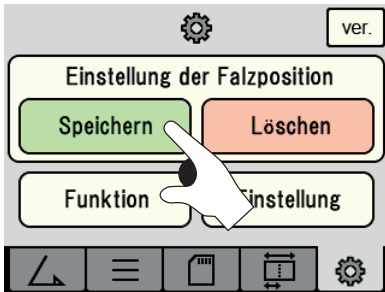 ver.
Einstellung der Falzposition
Speichern Löschen
Funktion Einstellung